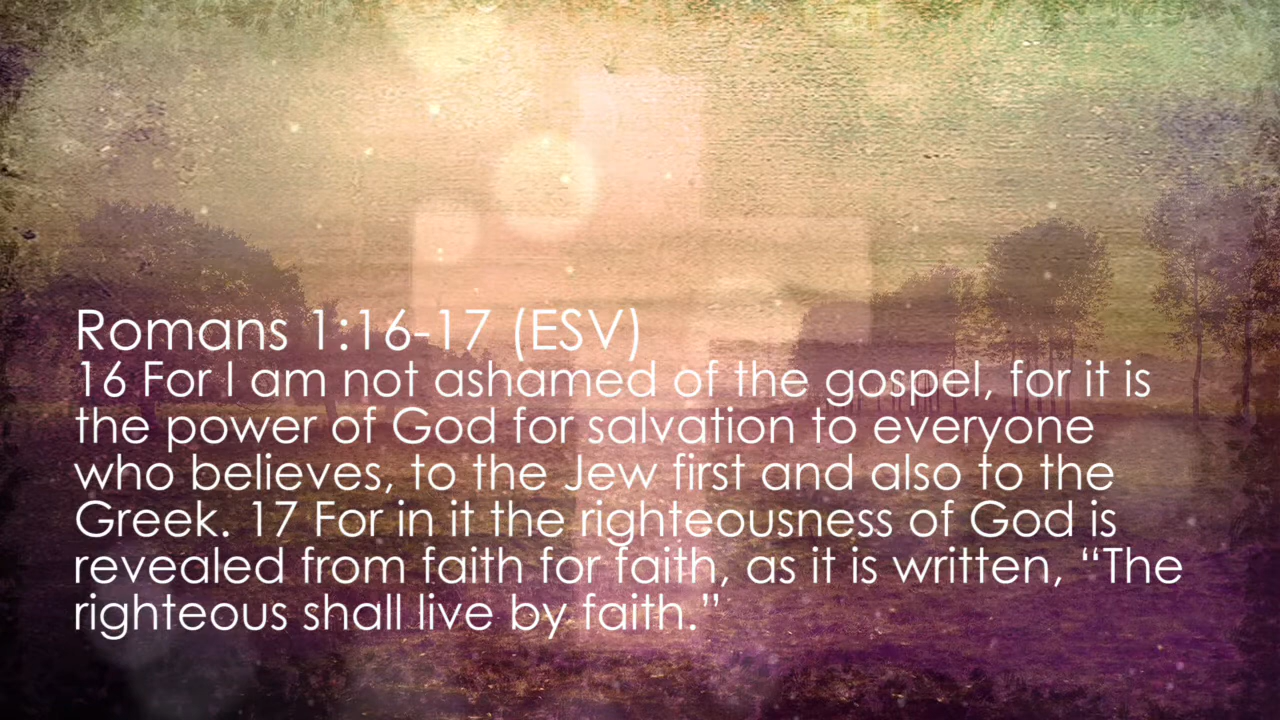 Romans 1:16-17 (ESV)
16 For I am not ashamed of the gospel, for it is
the power of God for salvation to everyone
who believes, to the Jew first and also to the
Greek. 17 For in it the righteousness of God is
revealed from faith for faith, as it is written, “The
righteous shall live by faith.”